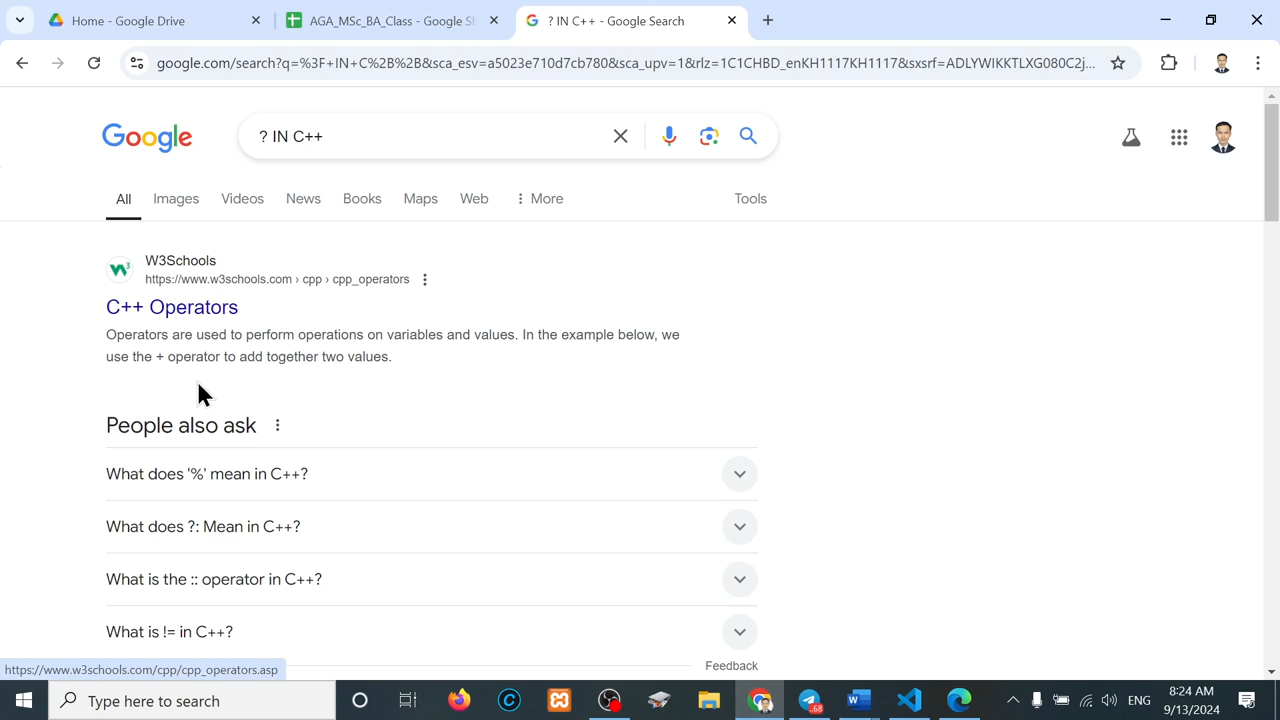 Home - Google Drive
AGA_MSc_BA_Class - Google S
? IN C++ - Google Search
google.com/search?q=%3F+IN+C%2B%2B&sca_esv=a5023e710d7cb780&sca_upv=1&rlz=1C1CHBD_enKH1117KH1117&sxsrf=ADLYWIKKTLXG080C2j...
Google
? IN C++
All Images Videos News Books Maps Web More Tools
W3Schools
https://www.w3schools.com › cpp › cpp_operators
C++ Operators
Operators are used to perform operations on variables and values. In the example below, we
use the + operator to add together two values.
People also ask
What does '%' mean in C++?
What does ?: Mean in C++?
What is the :: operator in C++?
What is != in C++?
Feedback
https://www.w3schools.com/cpp/cpp_operators.asp
Type here to search
68
ENG
8:24 AM
9/13/2024